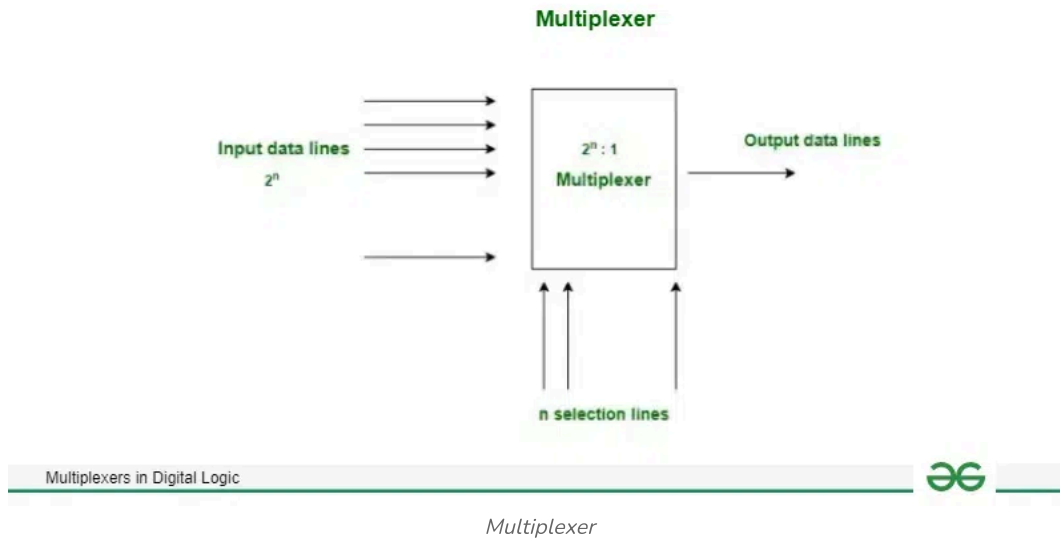 Multiplexer
Input data lines
2ⁿ
2ⁿ : 1
Multiplexer
Output data lines
n selection lines
Multiplexers in Digital Logic
Multiplexer